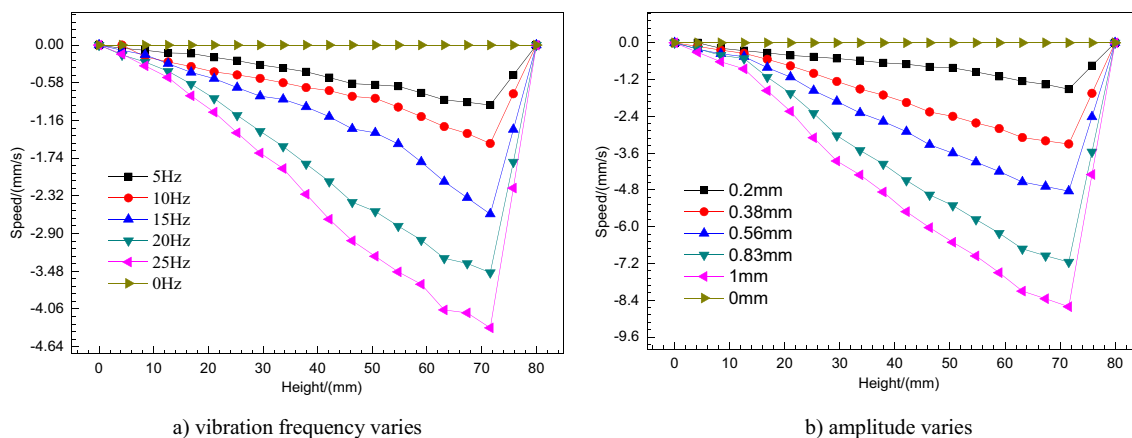 0.00
-0.58
-1.16
-1.74
-2.32
-2.90
-3.48
-4.06
-4.64
Speed/(mm/s)
5Hz
10Hz
15Hz
20Hz
25Hz
0Hz
0 10 20 30 40 50 60 70 80
Height/(mm)
a) vibration frequency varies
0.0
-1.2
-2.4
-3.6
-4.8
-6.0
-7.2
-8.4
-9.6
Speed/(mm/s)
0.2mm
0.38mm
0.56mm
0.83mm
1mm
0mm
0 10 20 30 40 50 60 70 80
Height/(mm)
b) amplitude varies